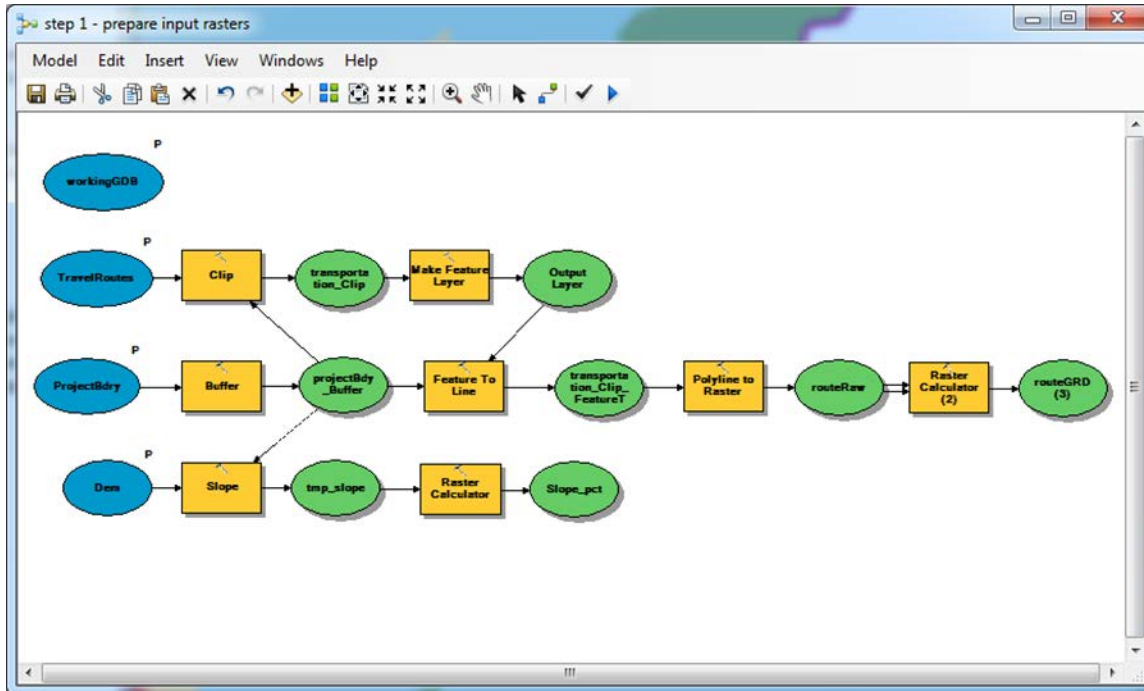 step 1 - prepare input rasters
Model Edit Insert View Windows Help
P
workingGDB
P
TravelRoutes
Clip
transporta
tion_Clip
Make Feature
Layer
Output
Layer
P
ProjectBdry
Buffer
projectBdy
_Buffer
Feature To
Line
transporta
tion_Clip_
FeatureT
Polyline to
Raster
routeRaw
Raster
Calculator
(2)
routeGRD
(3)
P
Dem
Slope
tmp_slope
Raster
Calculator
Slope_pct